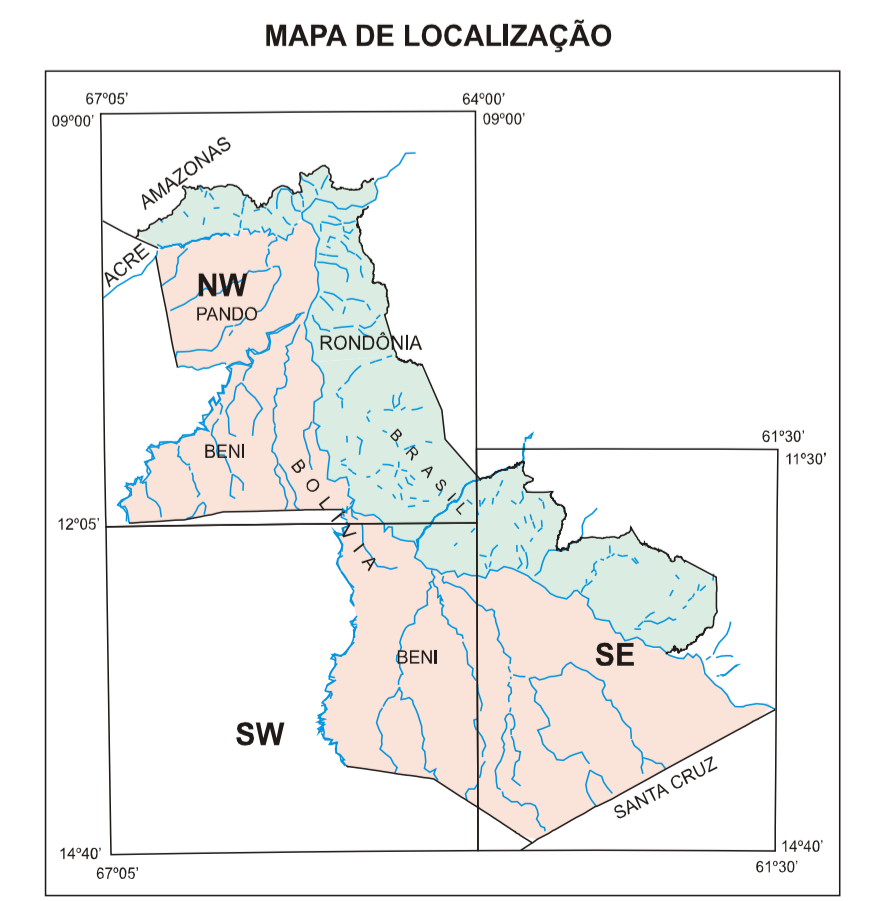 MAPA DE LOCALIZAÇÃO
67º05'
64º00'
09º00'
09º00'
AMAZONAS
ACRE
NW
PANDO
RONDÔNIA
BENI
BRASIL
BOLIVIA
61º30'
11º30'
12º05'
BENI
SE
SW
SANTA CRUZ
14º40'
14º40'
67º05'
61º30'